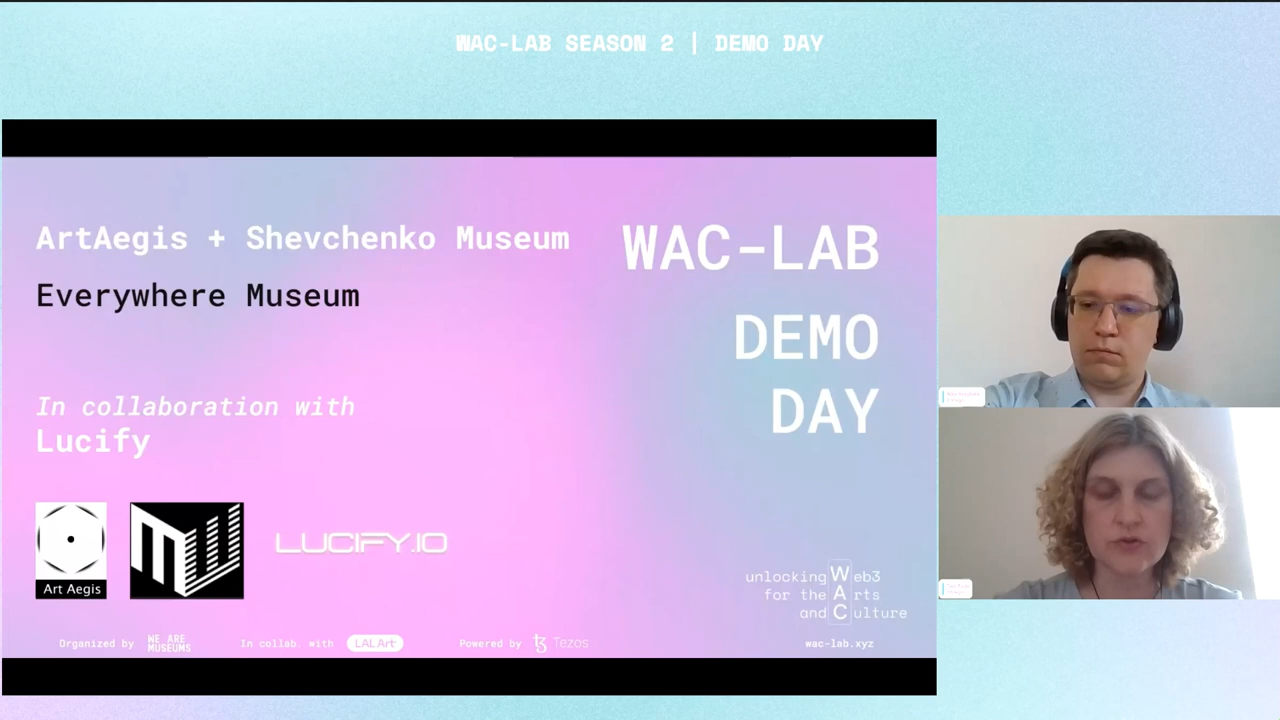 WAC-LAB SEASON 2 | DEMO DAY
ArtAegis + Shevchenko Museum
Everywhere Museum
In collaboration with
Lucify
Art Aegis
LUCIFY.IO
WAC-LAB
DEMO
DAY
unlocking Web3
for the Arts
and Culture
wac-lab.xyz
Organized by WE ARE MUSEUMS
In collab. with LAL Art
Powered by Tezos